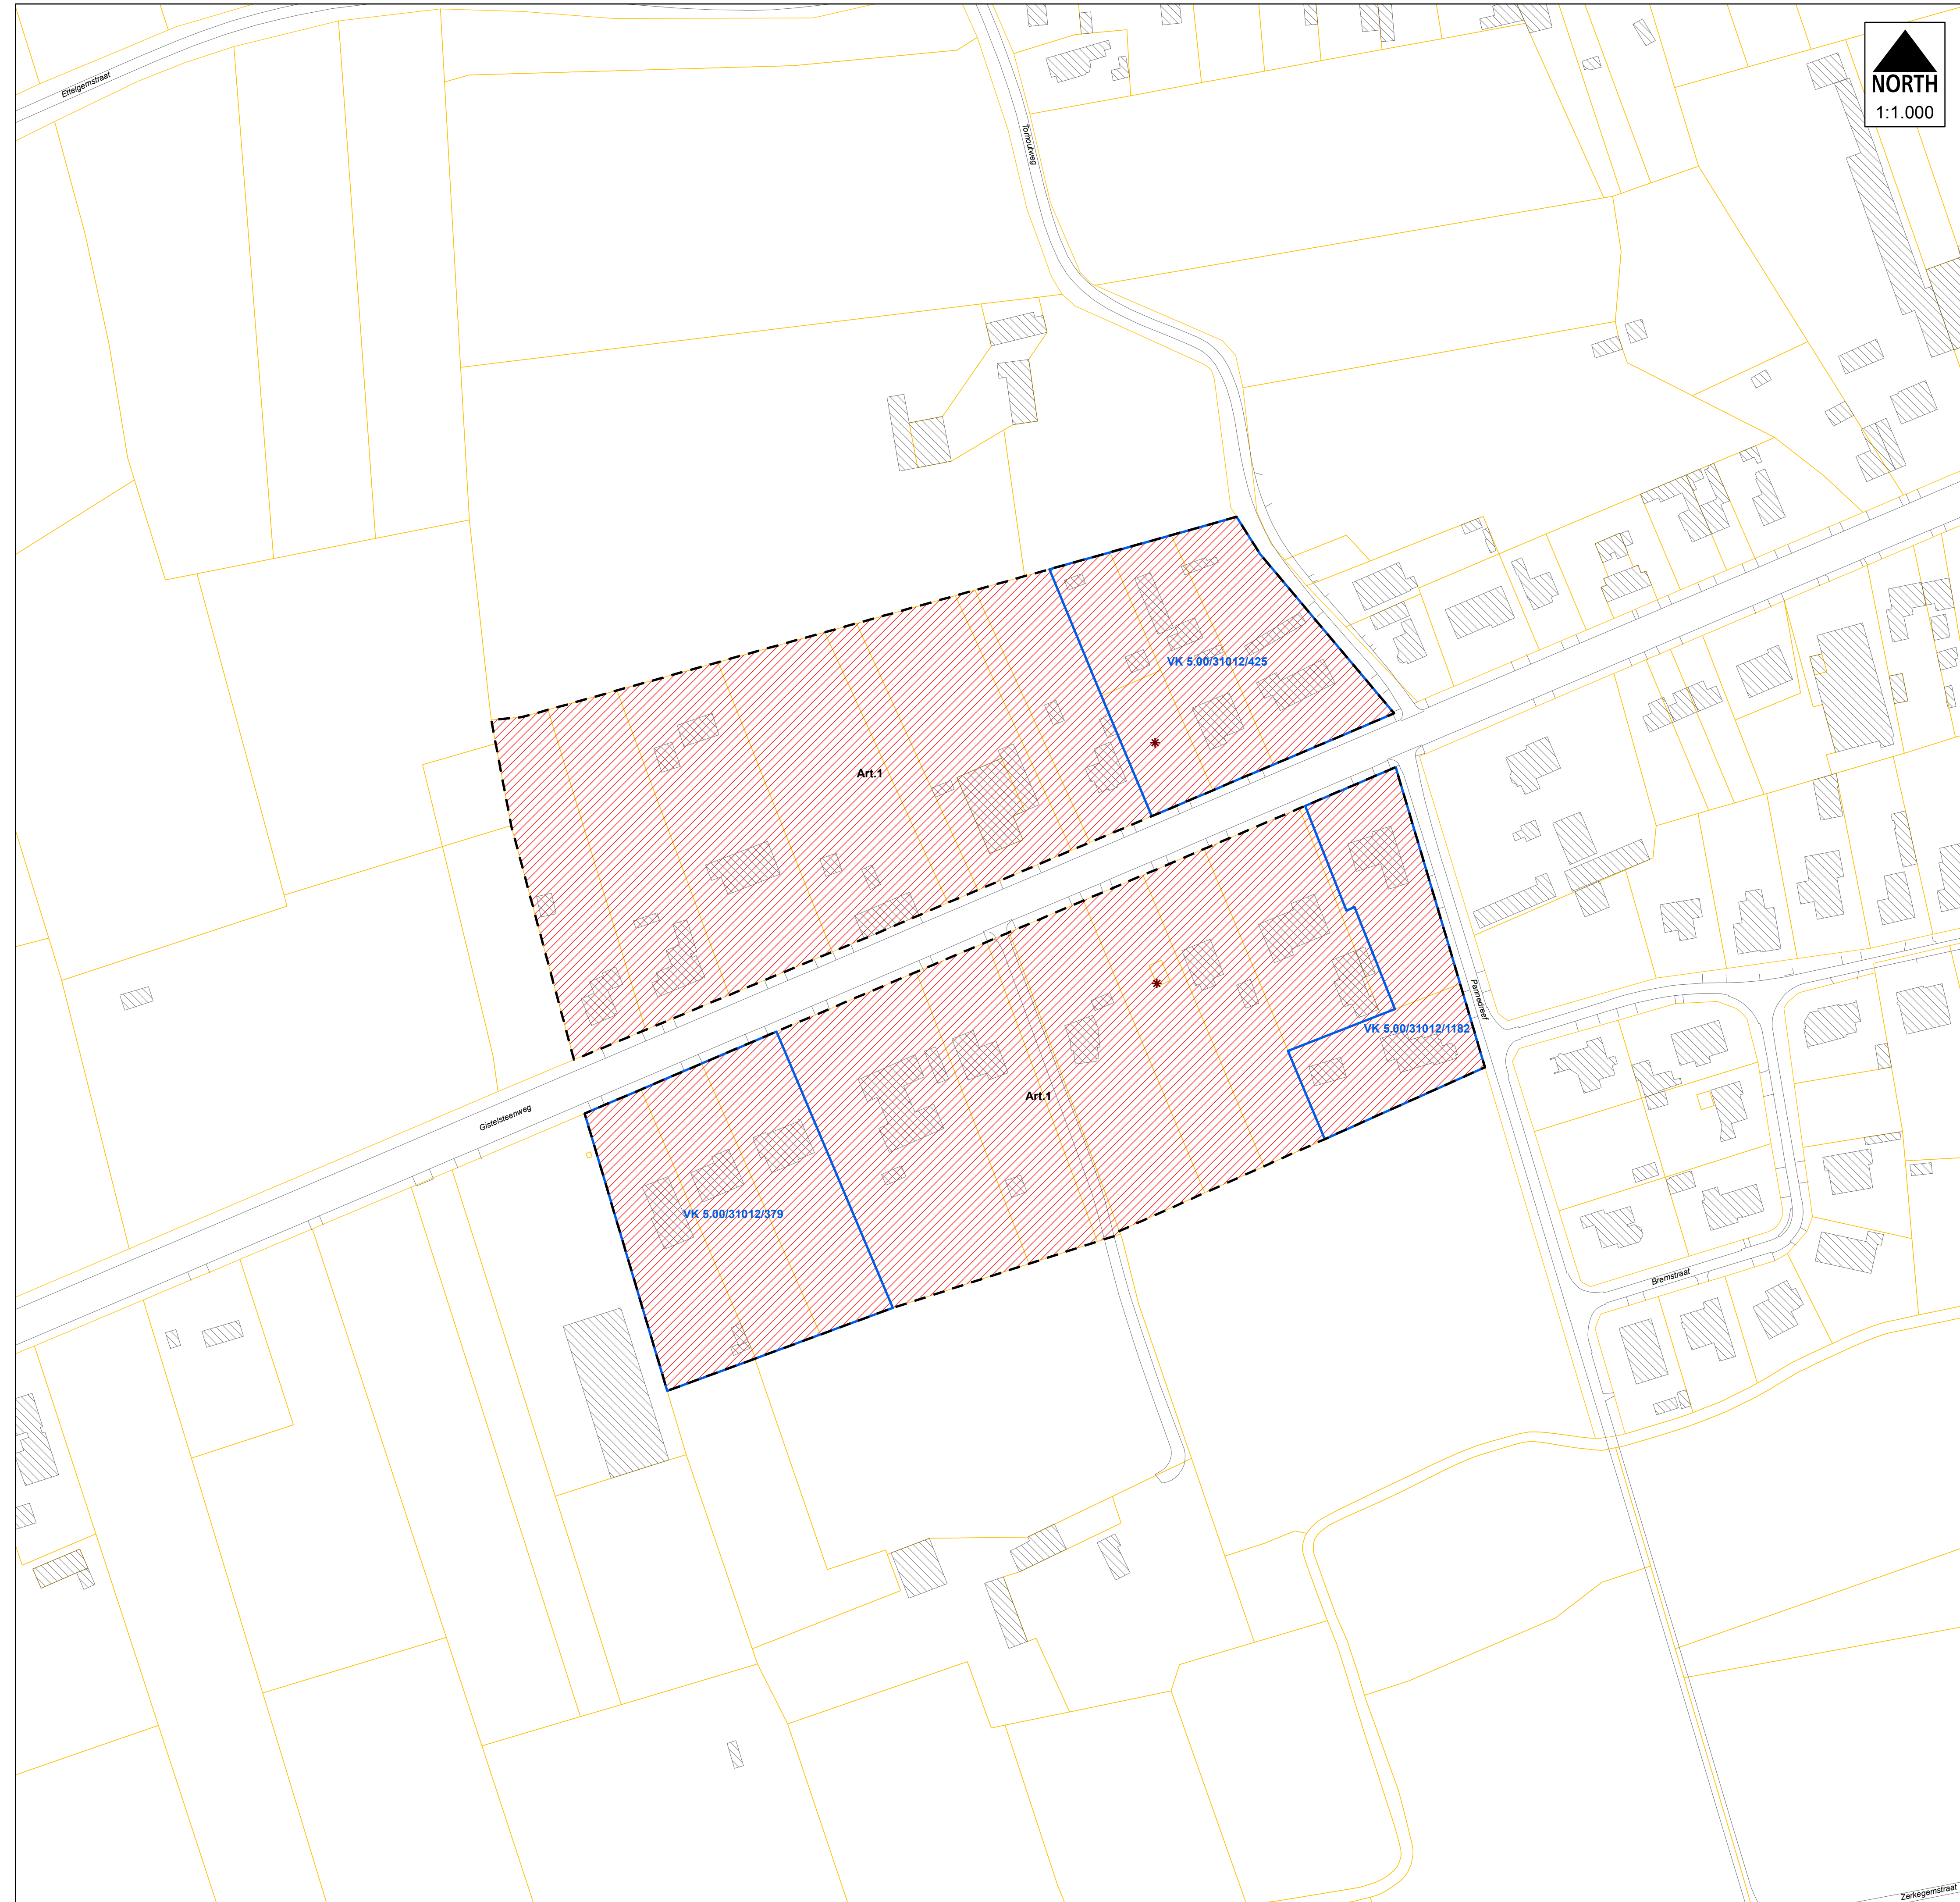 Ettelgemstraat
NORTH
1:1.000
Torhoutweg
VK 5.00/31012/425
Art.1
Pannedreef
VK 5.00/31012/1182
Art.1
Gistelsteenweg
VK 5.00/31012/379
Bremstraat
Zerkegemstraat